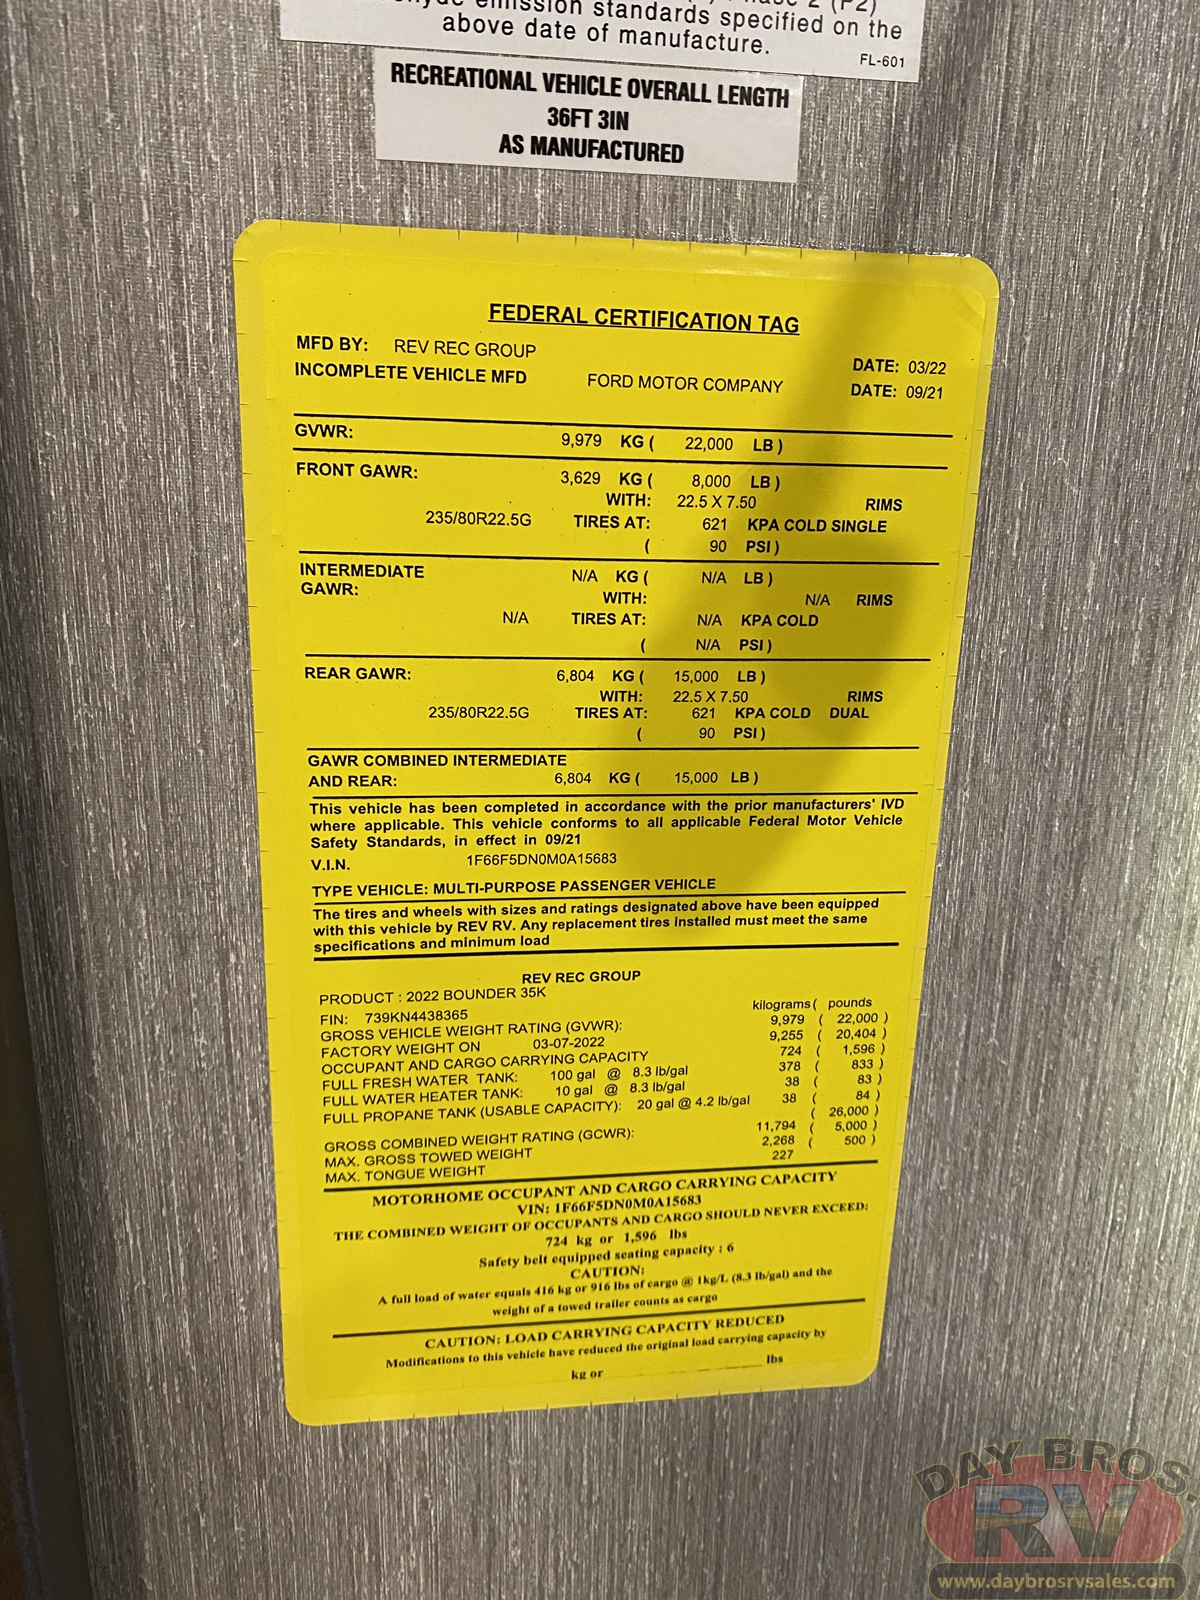 emission standards specified on the
above date of manufacture.
FL-601
RECREATIONAL VEHICLE OVERALL LENGTH
36FT 3IN
AS MANUFACTURED
FEDERAL CERTIFICATION TAG
MFD BY: REV REC GROUP DATE: 03/22
INCOMPLETE VEHICLE MFD FORD MOTOR COMPANY DATE: 09/21
GVWR: 9,979 KG ( 22,000 LB )
FRONT GAWR: 3,629 KG ( 8,000 LB )
WITH: 22.5 X 7.50 RIMS
235/80R22.5G TIRES AT: 621 KPA COLD SINGLE
( 90 PSI )
INTERMEDIATE N/A KG ( N/A LB )
GAWR: WITH: N/A RIMS
N/A TIRES AT: N/A KPA COLD
( N/A PSI )
REAR GAWR: 6,804 KG ( 15,000 LB )
WITH: 22.5 X 7.50 RIMS
235/80R22.5G TIRES AT: 621 KPA COLD DUAL
( 90 PSI )
GAWR COMBINED INTERMEDIATE
AND REAR: 6,804 KG ( 15,000 LB )
This vehicle has been completed in accordance with the prior manufacturers' IVD
where applicable. This vehicle conforms to all applicable Federal Motor Vehicle
Safety Standards, in effect in 09/21
V.I.N. 1F66F5DN0M0A15683
TYPE VEHICLE: MULTI-PURPOSE PASSENGER VEHICLE
The tires and wheels with sizes and ratings designated above have been equipped
with this vehicle by REV RV. Any replacement tires installed must meet the same
specifications and minimum load
REV REC GROUP
PRODUCT : 2022 BOUNDER 35K
kilograms ( pounds
FIN: 739KN4438365
GROSS VEHICLE WEIGHT RATING (GVWR): 9,979 ( 22,000 )
FACTORY WEIGHT ON 03-07-2022 9,255 ( 20,404 )
OCCUPANT AND CARGO CARRYING CAPACITY 724 ( 1,596 )
FULL FRESH WATER TANK: 100 gal @ 8.3 lb/gal 378 ( 833 )
FULL WATER HEATER TANK: 10 gal @ 8.3 lb/gal 38 ( 83 )
FULL PROPANE TANK (USABLE CAPACITY): 20 gal @ 4.2 lb/gal 38 ( 84 )
GROSS COMBINED WEIGHT RATING (GCWR): 11,794 ( 26,000 )
MAX. GROSS TOWED WEIGHT 2,268 ( 5,000 )
MAX. TONGUE WEIGHT 227 ( 500 )
MOTORHOME OCCUPANT AND CARGO CARRYING CAPACITY
VIN: 1F66F5DN0M0A15683
THE COMBINED WEIGHT OF OCCUPANTS AND CARGO SHOULD NEVER EXCEED:
724 kg or 1,596 lbs
Safety belt equipped seating capacity : 6
CAUTION:
A full load of water equals 416 kg or 916 lbs of cargo @ 1kg/L (8.3 lb/gal) and the
weight of a towed trailer counts as cargo
CAUTION: LOAD CARRYING CAPACITY REDUCED
Modifications to this vehicle have reduced the original load carrying capacity by
kg or lbs
DAY BROS.
RV
www.daybrosrvsales.com